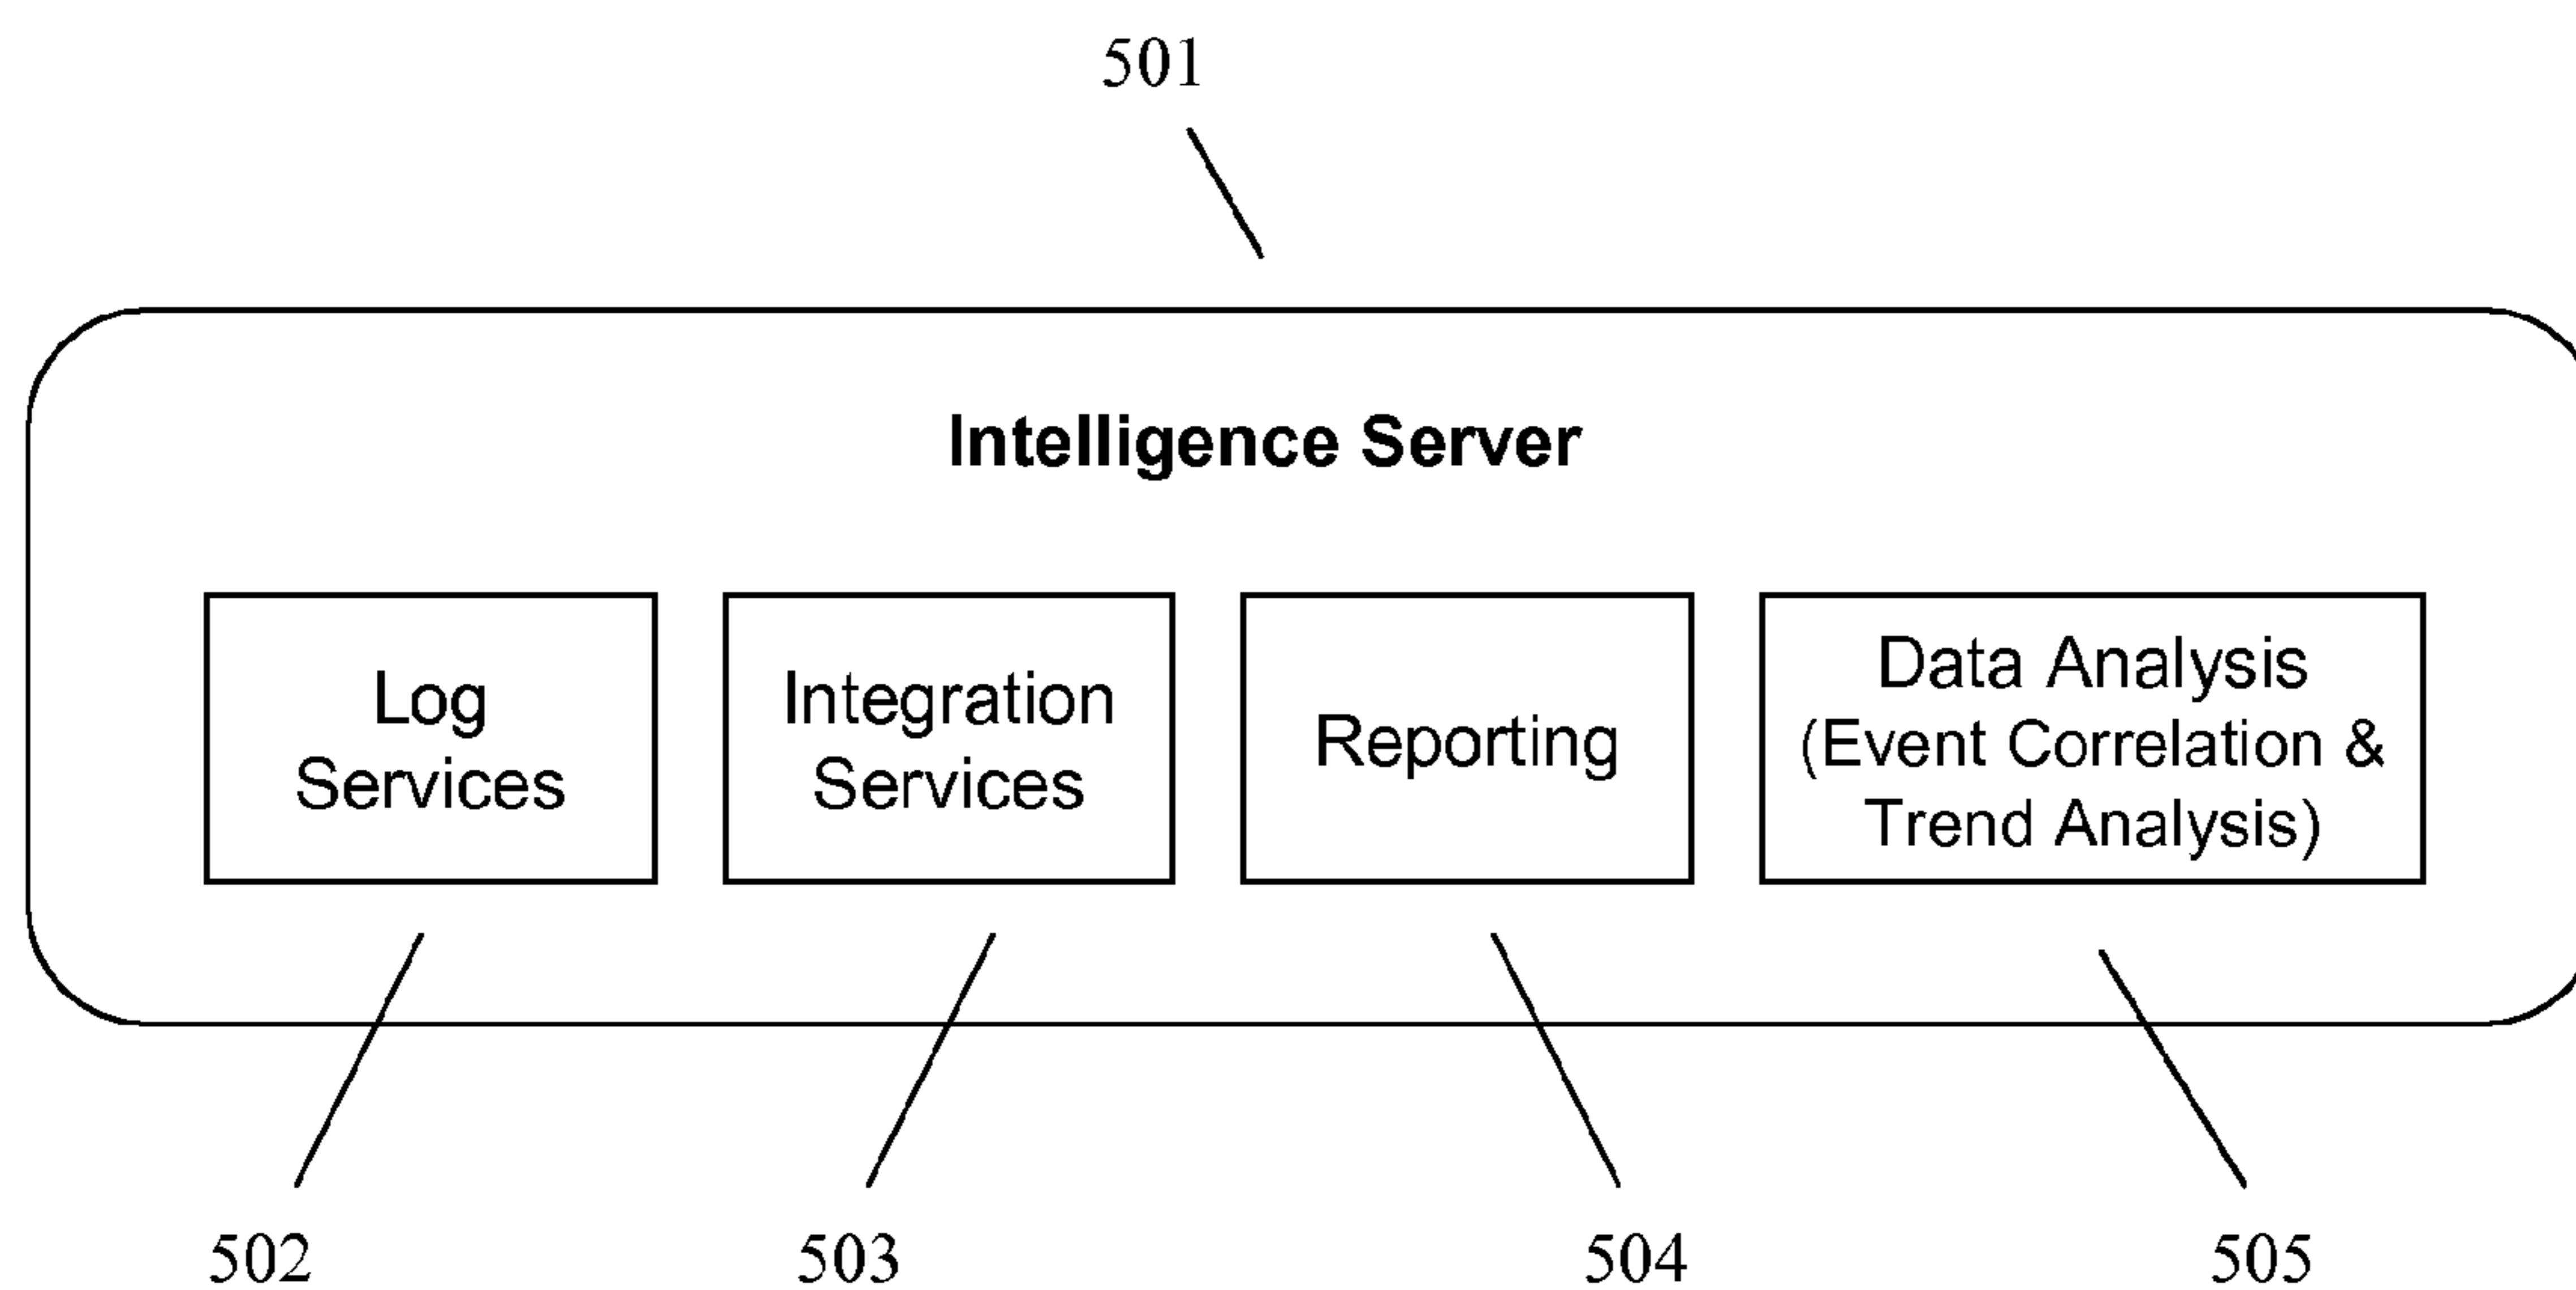 501
Intelligence Server
Log
Services
Integration
Services
Reporting
Data Analysis
(Event Correlation &
Trend Analysis)
502
503
504
505